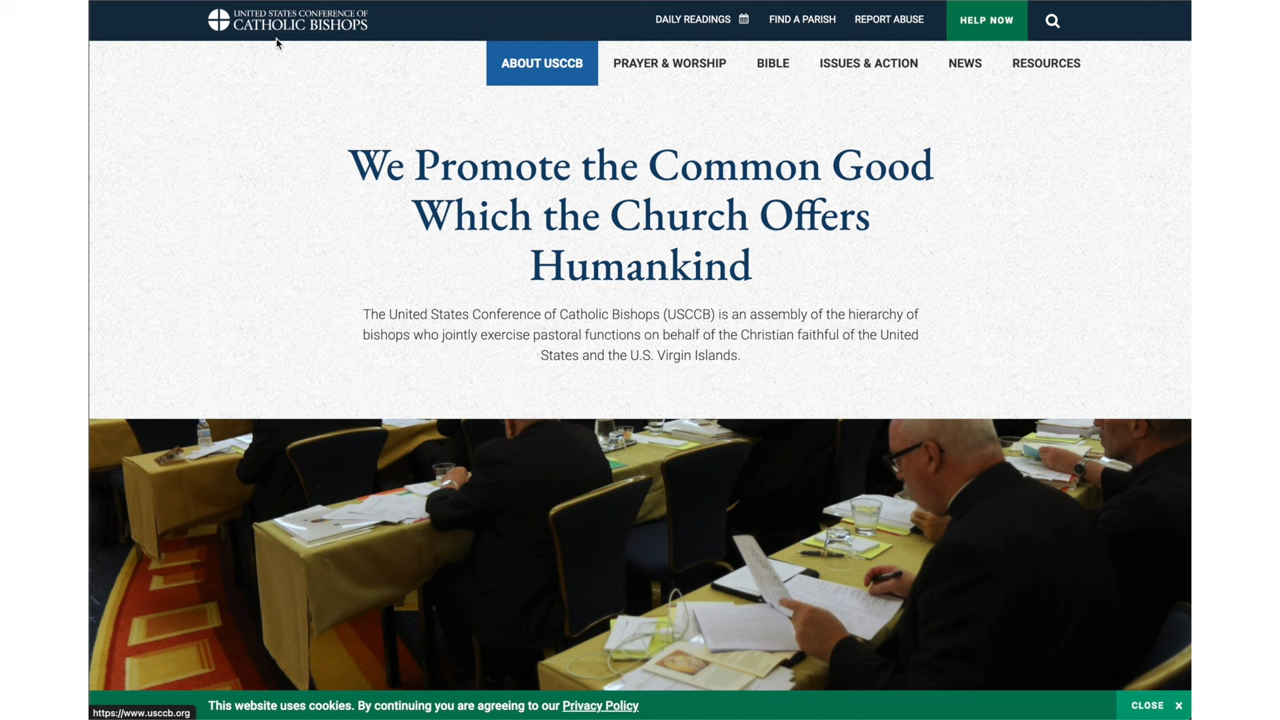 UNITED STATES CONFERENCE OF
CATHOLIC BISHOPS
DAILY READINGS
FIND A PARISH
REPORT ABUSE
HELP NOW
ABOUT USCCB
PRAYER & WORSHIP
BIBLE
ISSUES & ACTION
NEWS
RESOURCES
We Promote the Common Good
Which the Church Offers
Humankind
The United States Conference of Catholic Bishops (USCCB) is an assembly of the hierarchy of
bishops who jointly exercise pastoral functions on behalf of the Christian faithful of the United
States and the U.S. Virgin Islands.
This website uses cookies. By continuing you are agreeing to our Privacy Policy
CLOSE ×
https://www.usccb.org